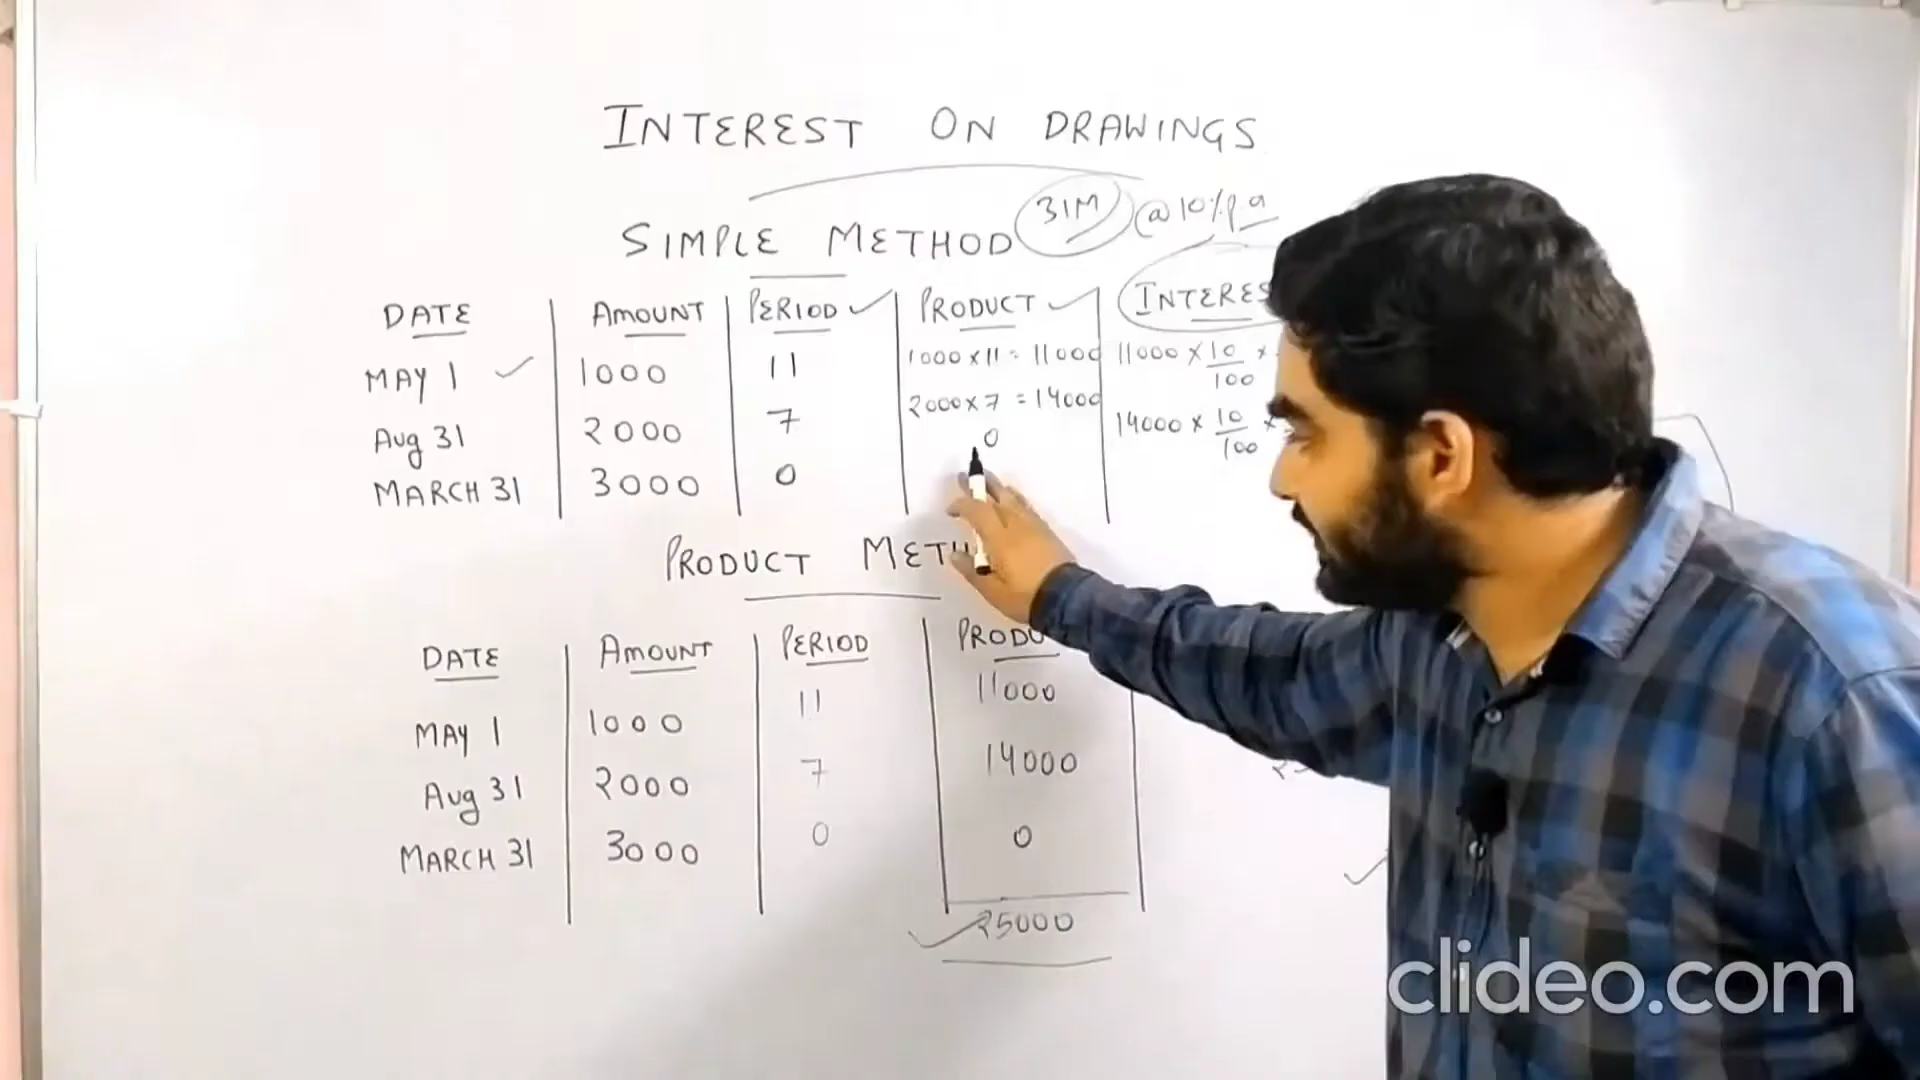 INTEREST ON DRAWINGS
SIMPLE METHOD 31M @10%p.a
DATE AMOUNT PERIOD PRODUCT
MAY 1 1000 11 1000×11=11000 11000×10/100×
Aug 31 2000 7 2000×7=14000 14000×10/100×
MARCH 31 3000 0 0
PRODUCT
DATE AMOUNT PERIOD
MAY 1 1000 11 11000
Aug 31 2000 7 14000
MARCH 31 3000 0 0
25000
clideo.com